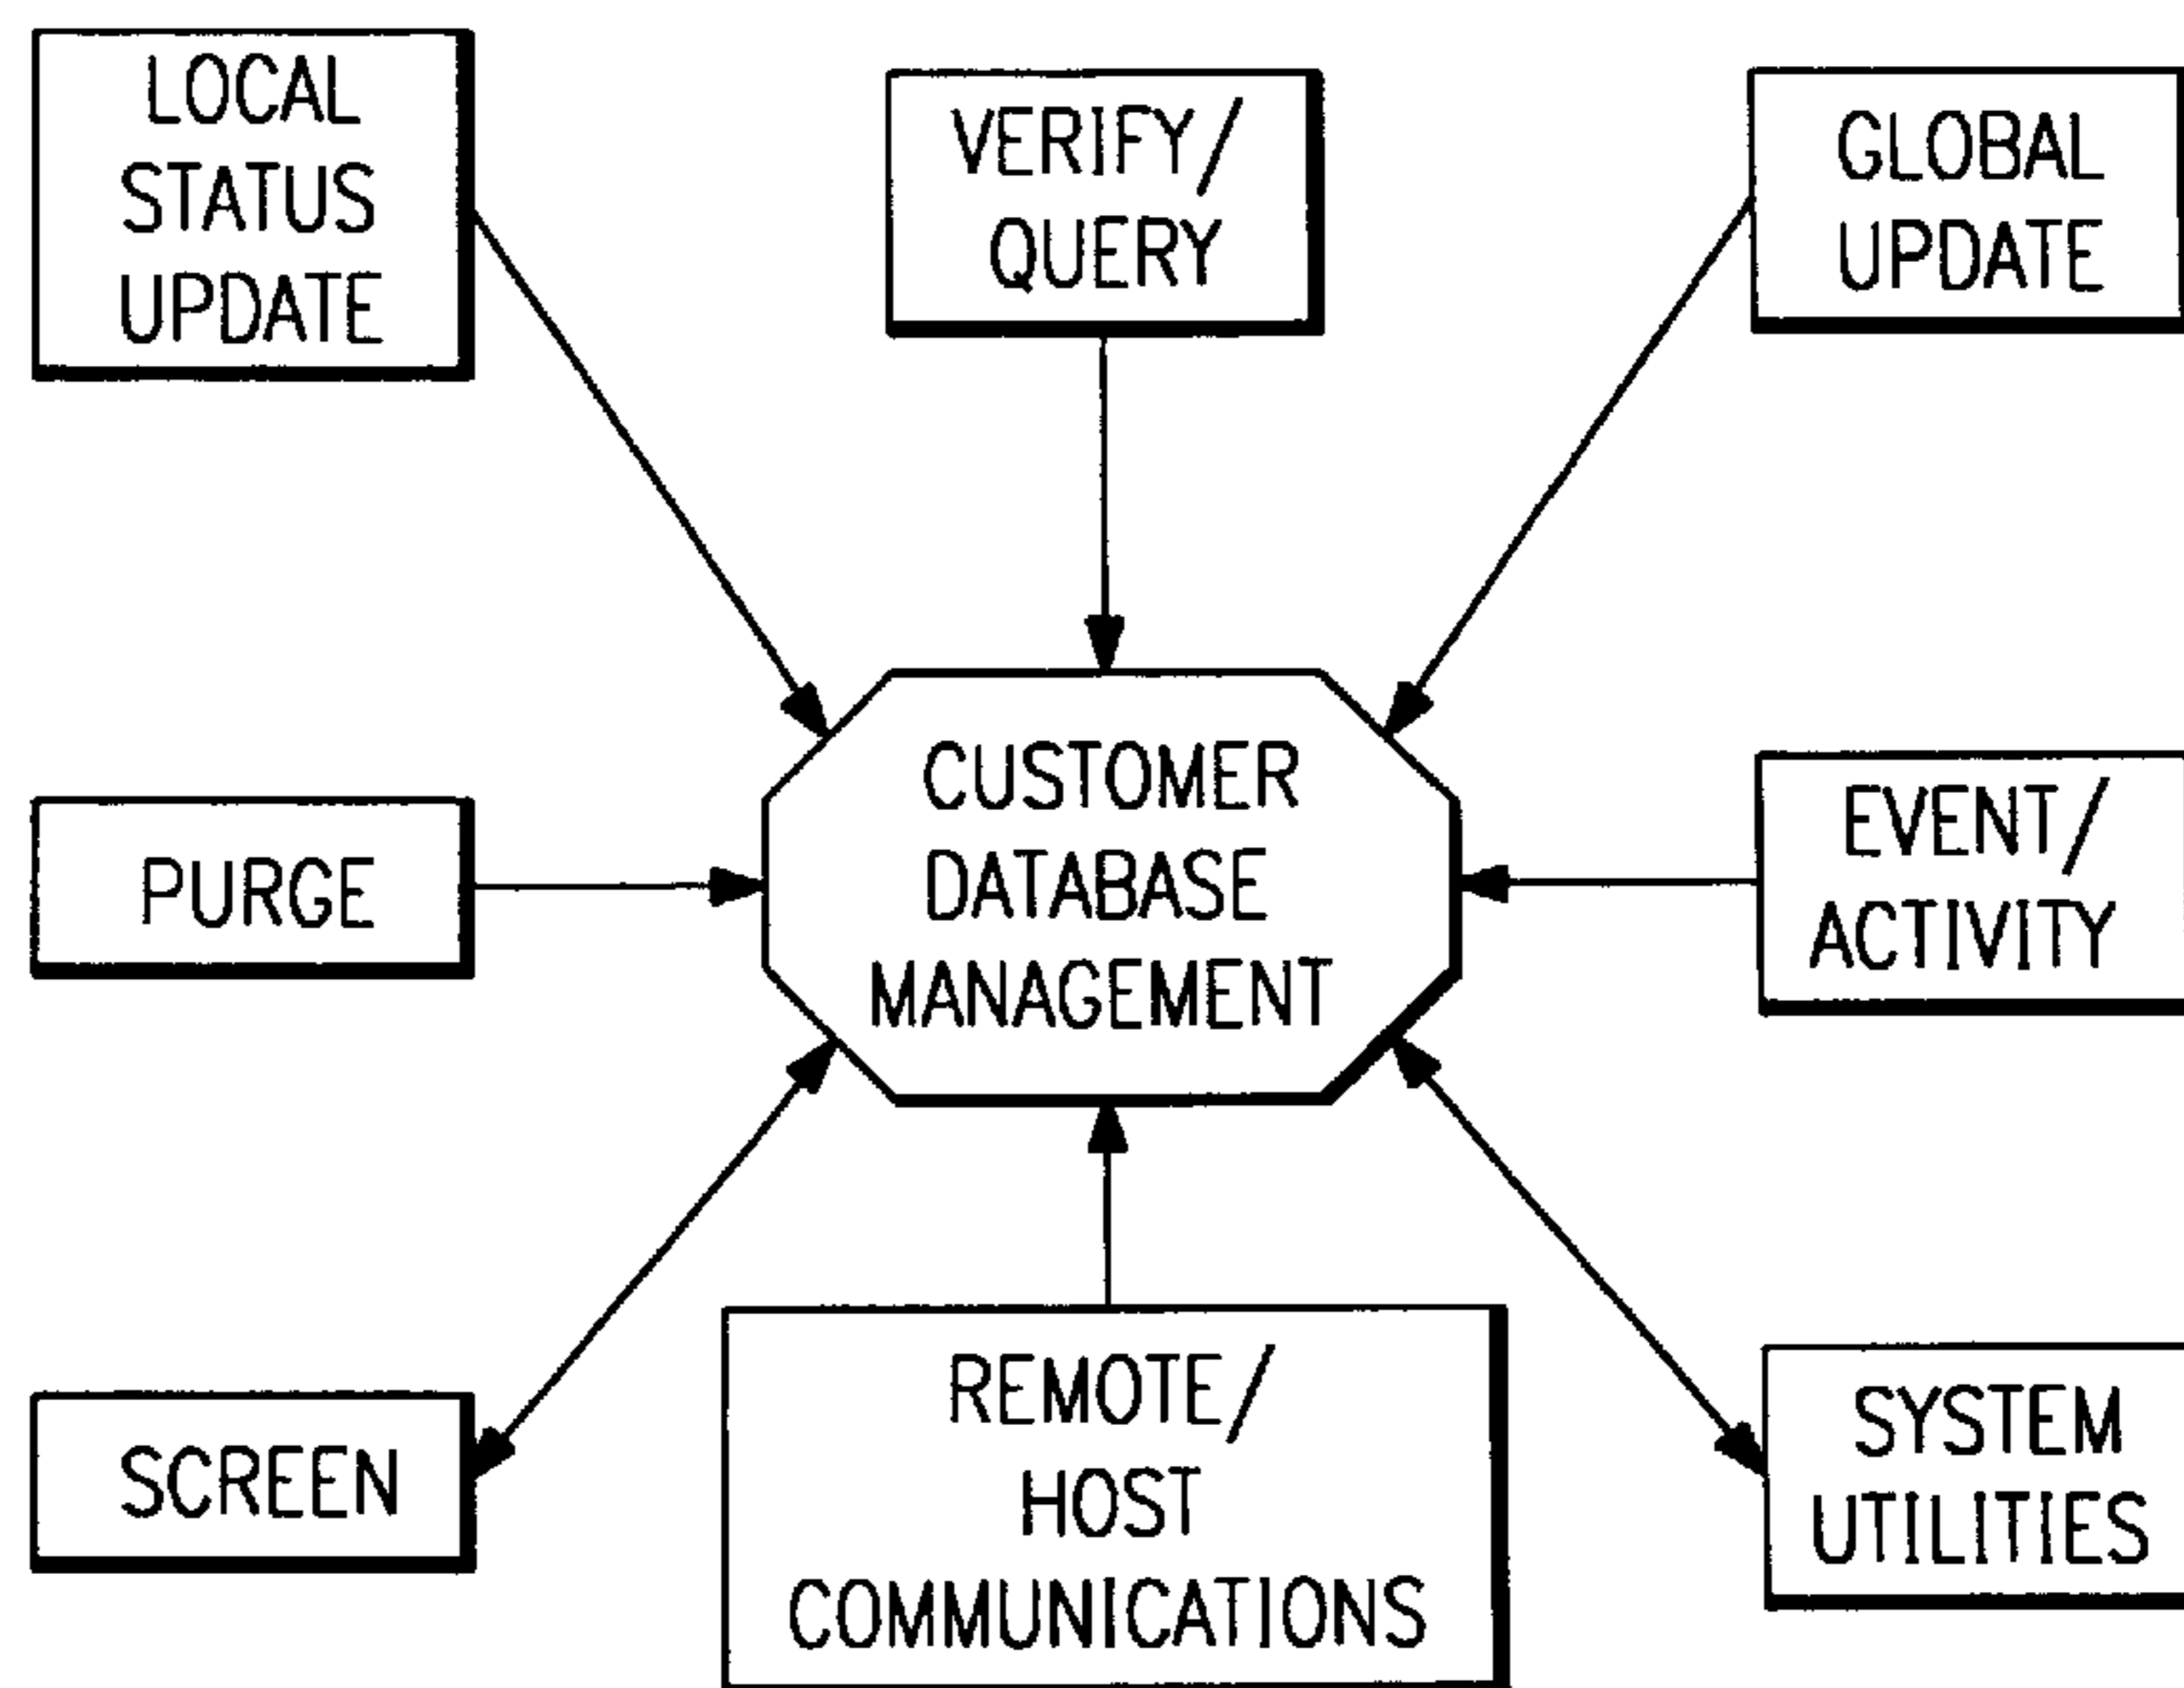 LOCAL
STATUS
UPDATE
VERIFY/
QUERY
GLOBAL
UPDATE
PURGE
CUSTOMER
DATABASE
MANAGEMENT
EVENT/
ACTIVITY
SCREEN
REMOTE/
HOST
COMMUNICATIONS
SYSTEM
UTILITIES